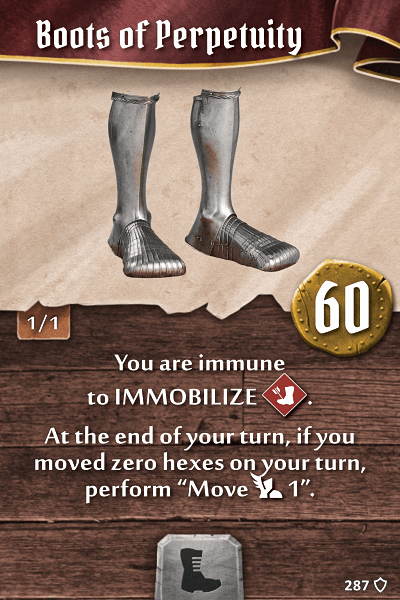 Boots of Perpetuity
1/1
60
You are immune
to IMMOBILIZE .
At the end of your turn, if you
moved zero hexes on your turn,
perform “Move 1”.
287